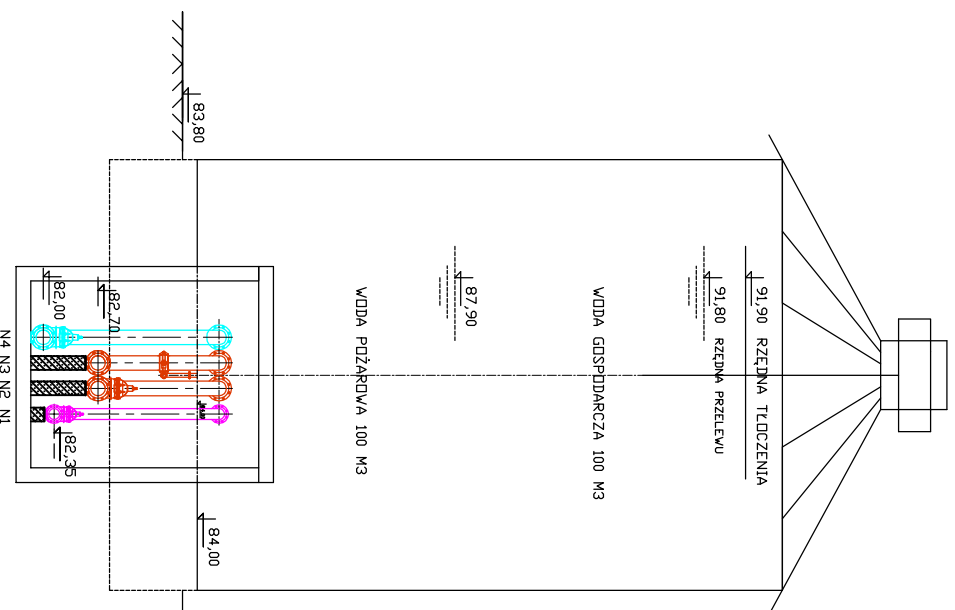 91,90 RZĘDNA TŁOCZENIA
91,80 RZĘDNA PRZELEWU
WODA GOSPODARCZA 100 M3
87,90
WODA POŻAROWA 100 M3
84,00
83,80
82,70
82,35
82,00
N4 N3 N2 N1